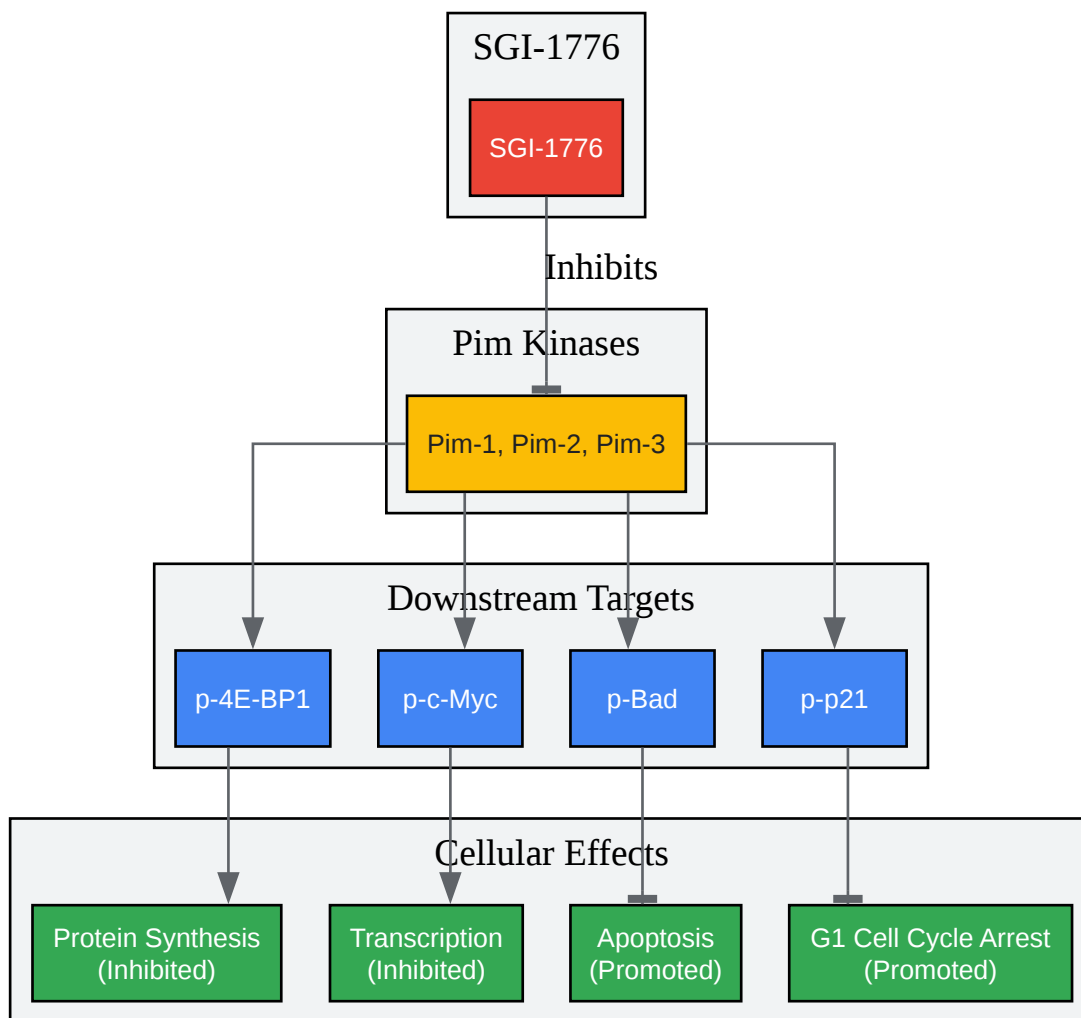 SGI-1776
SGI-1776
Inhibits
Pim Kinases
Pim-1, Pim-2, Pim-3
Downstream Targets
p-4E-BP1
p-c-Myc
p-Bad
p-p21
Cellular Effects
Protein Synthesis
(Inhibited)
Transcription
(Inhibited)
Apoptosis
(Promoted)
G1 Cell Cycle Arrest
(Promoted)